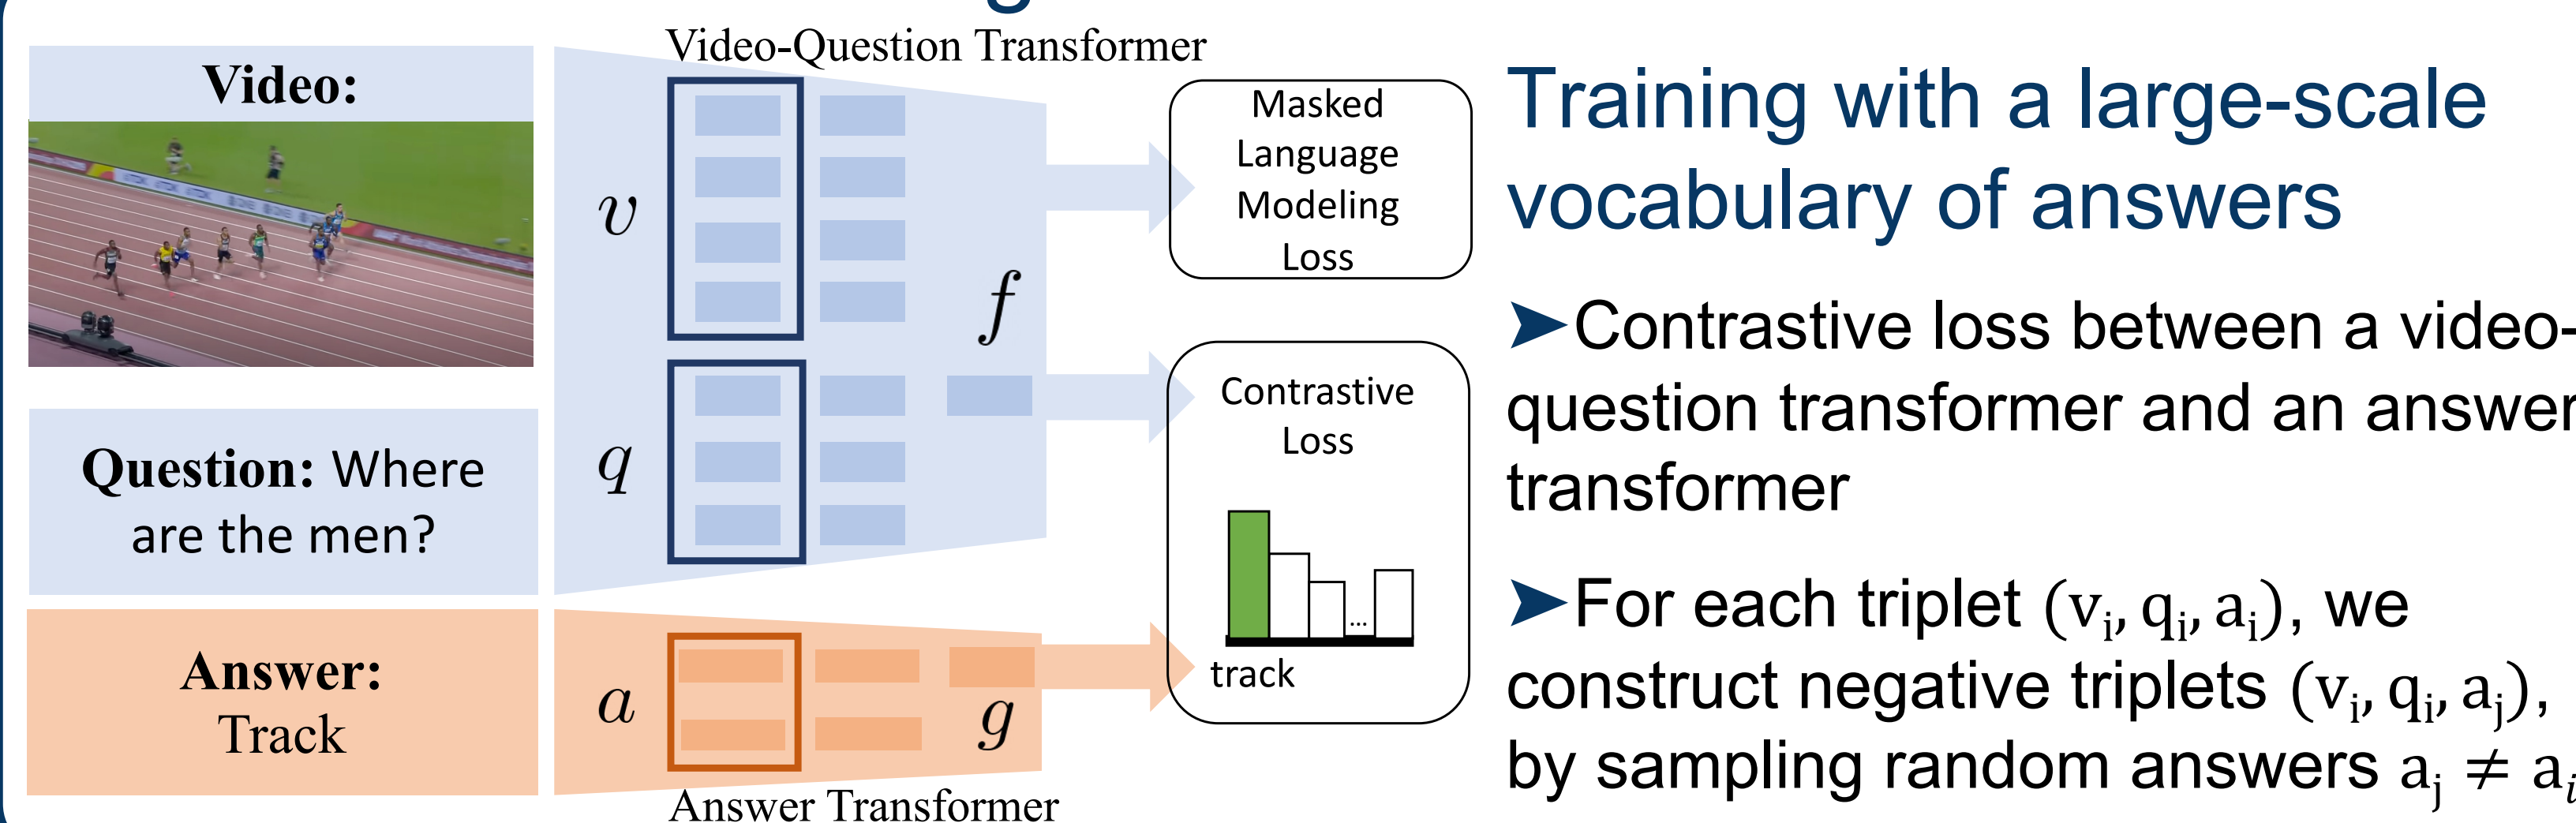 Video-Question Transformer
Video:
Question: Where
are the men?
Answer:
Track
v
q
a
f
g
Answer Transformer
Masked
Language
Modeling
Loss
Contrastive
Loss
...
track
Training with a large-scale
vocabulary of answers
➤Contrastive loss between a video-
question transformer and an answer
transformer
➤For each triplet (vᵢ, qᵢ, aᵢ), we
construct negative triplets (vᵢ, qᵢ, aⱼ),
by sampling random answers aⱼ ≠ aᵢ